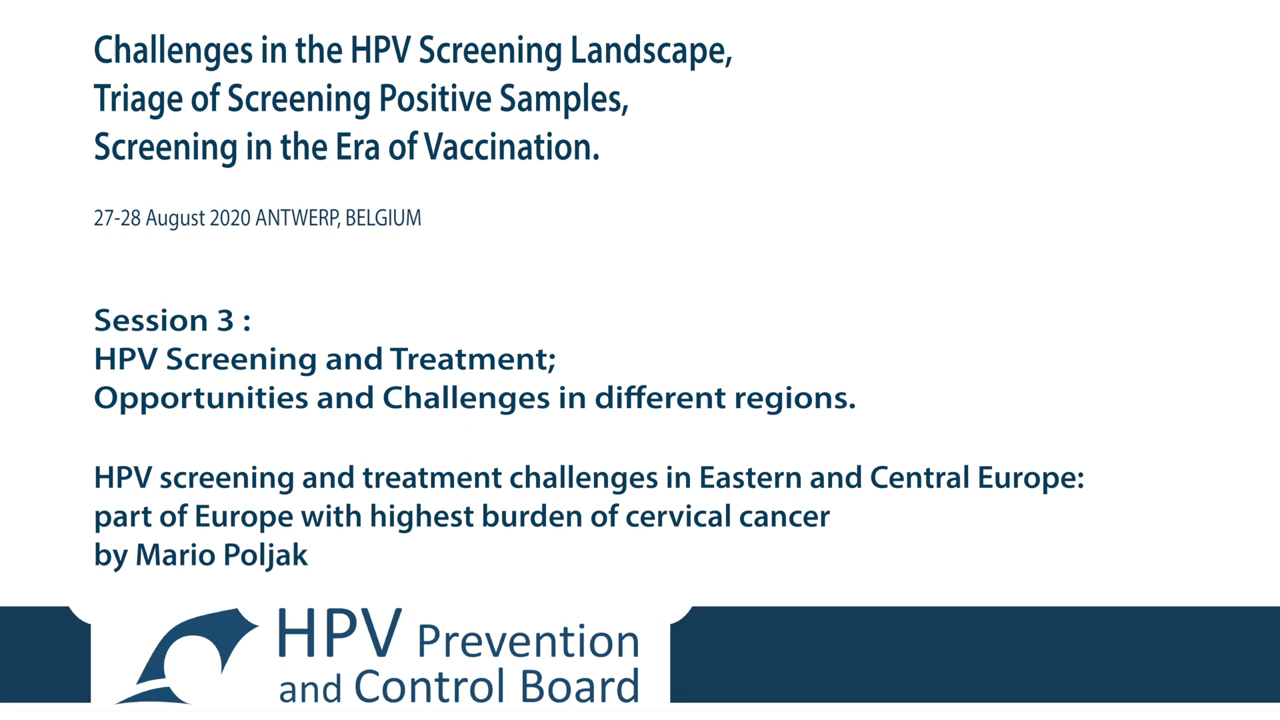 Challenges in the HPV Screening Landscape,
Triage of Screening Positive Samples,
Screening in the Era of Vaccination.
27-28 August 2020 ANTWERP, BELGIUM
Session 3 :
HPV Screening and Treatment;
Opportunities and Challenges in different regions.
HPV screening and treatment challenges in Eastern and Central Europe:
part of Europe with highest burden of cervical cancer
by Mario Poljak
HPV Prevention
and Control Board